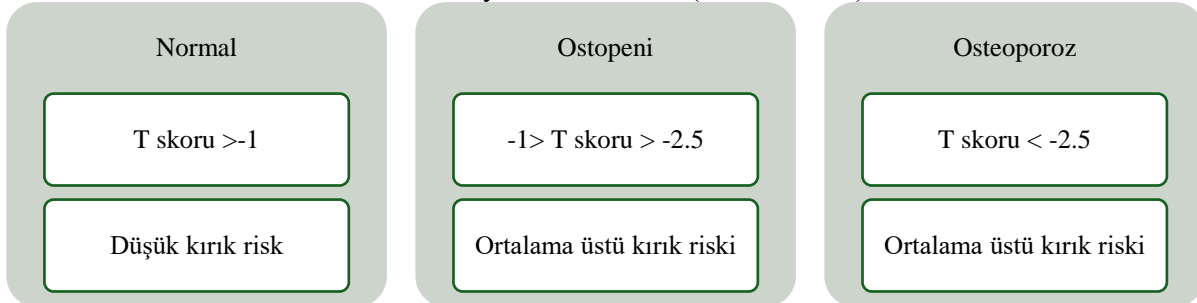 Normal
T skoru >-1
Düşük kırık risk
Ostopeni
-1> T skoru > -2.5
Ortalama üstü kırık riski
Osteoporoz
T skoru < -2.5
Ortalama üstü kırık riski